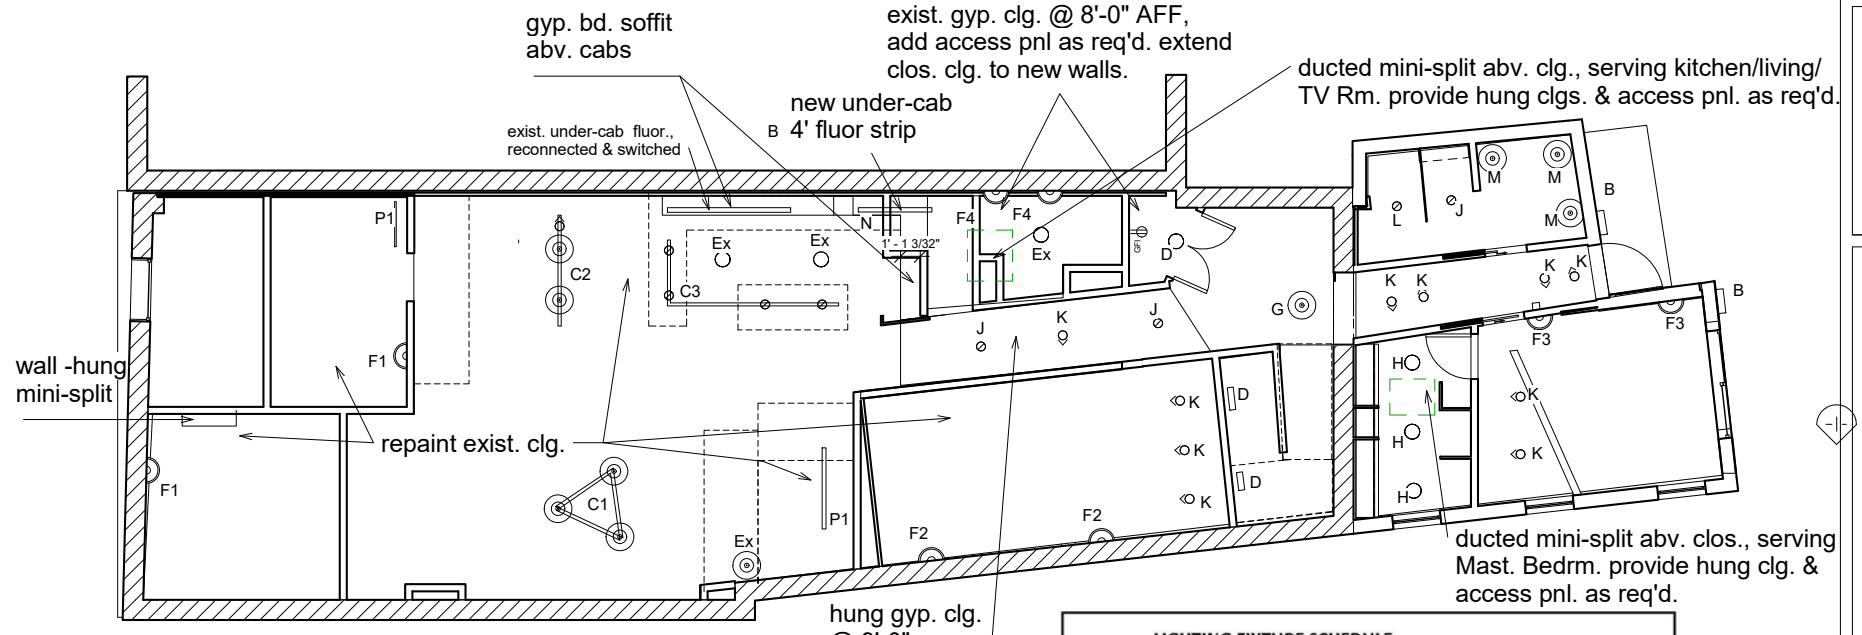 gyp. bd. soffit
abv. cabs
exist. gyp. clg. @ 8'-0" AFF,
add access pnl as req'd. extend
clos. clg. to new walls.
ducted mini-split abv. clg., serving kitchen/living/
TV Rm. provide hung clgs. & access pnl. as req'd.
new under-cab
B 4' fluor strip
exist. under-cab fluor.,
reconnected & switched
P1
C2
Ex
Ex
N
1' - 1 3/32"
F4
F4
Ex
GFI
D
L
J
M
M
M
B
C3
G
K
K
K
K
B
J
K
J
F1
F3
F3
wall -hung
mini-split
repaint exist. clg.
K
K
K
D
D
H
H
H
K
K
F1
C1
P1
Ex
F2
F2
ducted mini-split abv. clos., serving
Mast. Bedrm. provide hung clg. &
access pnl. as req'd.
hung gyp. clg.
LIGHTING FIXTURE SCHEDULE